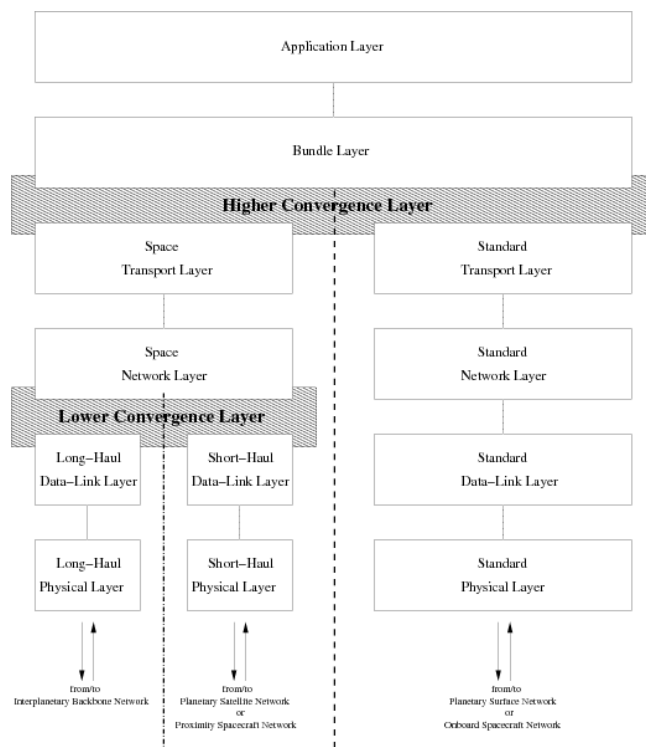 Application Layer
Bundle Layer
Higher Convergence Layer
Space
Transport Layer
Standard
Transport Layer
Space
Network Layer
Standard
Network Layer
Lower Convergence Layer
Long-Haul
Data-Link Layer
Short-Haul
Data-Link Layer
Standard
Data-Link Layer
Long-Haul
Physical Layer
Short-Haul
Physical Layer
Standard
Physical Layer
from/to
Interplanetary Backbone Network
from/to
Planetary Satellite Network
or
Proximity Spacecraft Network
from/to
Planetary Surface Network
or
Onboard Spacecraft Network